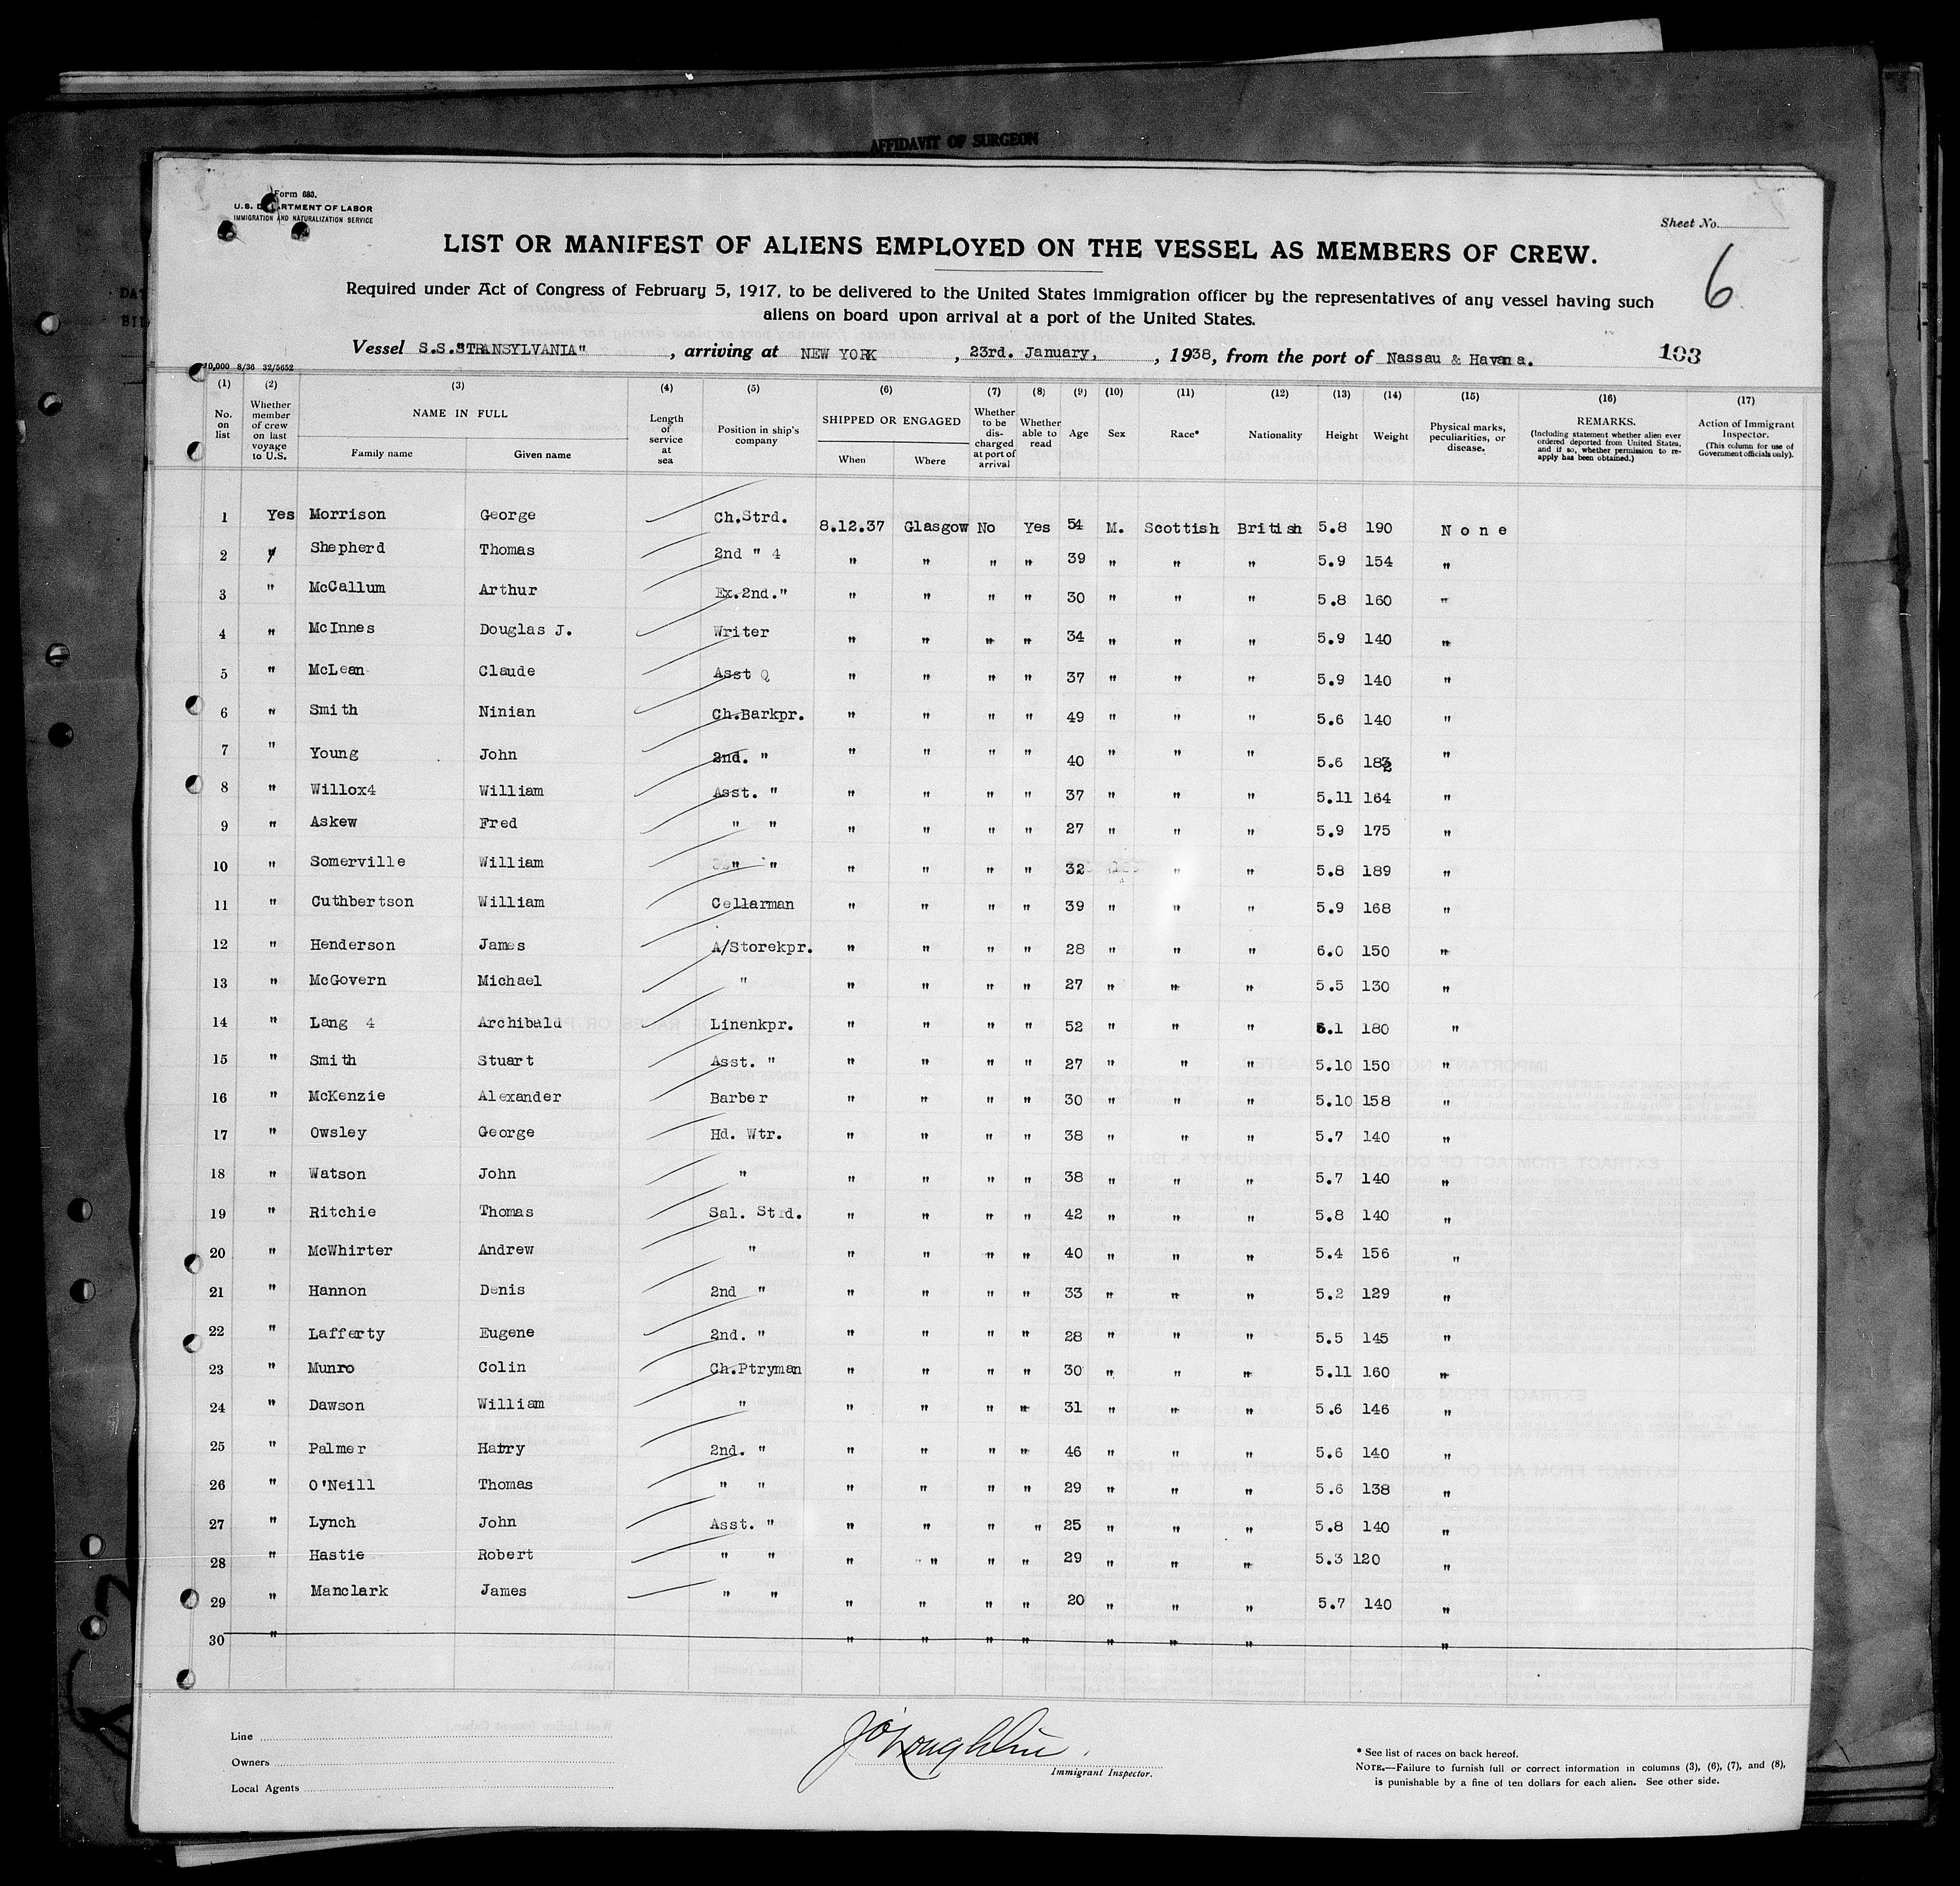 AFFIDAVIT OF SURGEON
Form 680.
U.S. DEPARTMENT OF LABOR
IMMIGRATION AND NATURALIZATION SERVICE
Sheet No.
6
LIST OR MANIFEST OF ALIENS EMPLOYED ON THE VESSEL AS MEMBERS OF CREW.
Required under Act of Congress of February 5, 1917, to be delivered to the United States immigration officer by the representatives of any vessel having such
aliens on board upon arrival at a port of the United States.
Vessel S.S."TRANSYLVANIA", arriving at NEW YORK, 23rd. January, , 1938, from the port of Nassau & Havana. 103
10,000 8/36 32/5652
(1) (2) (3) (4) (5) (6) (7) (8) (9) (10) (11) (12) (13) (14) (15) (16) (17)
No. on list Whether member of crew on last voyage to U.S. NAME IN FULL Family name Given name Length of service at sea Position in ship's company SHIPPED OR ENGAGED When Where Whether to be discharged at port of arrival Whether able to read Age Sex Race* Nationality Height Weight Physical marks, peculiarities, or disease. REMARKS. (Including statement whether alien ever ordered deported from United States, and if so, whether permission to reapply has been obtained.) Action of Immigrant Inspector. (This column for use of Government officials only).
1 Yes Morrison George Ch.Strd. 8.12.37 Glasgow No Yes 54 M. Scottish British 5.8 190 None
2 " Shepherd Thomas 2nd " 4 " " " " 39 " " " 5.9 154 "
3 " McCallum Arthur Ex.2nd." " " " " 30 " " " 5.8 160 "
4 " McInnes Douglas J. Writer " " " " 34 " " " 5.9 140 "
5 " McLean Claude Asst Q " " " " 37 " " " 5.9 140 "
6 " Smith Ninian Ch.Barkpr. " " " " 49 " " " 5.6 140 "
7 " Young John 2nd. " " " " " 40 " " " 5.6 182 "
8 " Willox4 William Asst. " " " " " 37 " " " 5.11 164 "
9 " Askew Fred " " " " " " 27 " " " 5.9 175 "
10 " Somerville William " " " " " " 32 " " " 5.8 189 "
11 " Cuthbertson William Cellarman " " " " 39 " " " 5.9 168 "
12 " Henderson James A/Storekpr. " " " " 28 " " " 6.0 150 "
13 " McGovern Michael " " " " " 27 " " " 5.5 130 "
14 " Lang 4 Archibald Linenkpr. " " " " 52 " " " 6.1 180 "
15 " Smith Stuart Asst. " " " " " 27 " " " 5.10 150 "
16 " McKenzie Alexander Barber " " " " 30 " " " 5.10 158 "
17 " Owsley George Hd. Wtr. " " " " 38 " " " 5.7 140 "
18 " Watson John " " " " " 38 " " " 5.7 140 "
19 " Ritchie Thomas Sal. Strd. " " " " 42 " " " 5.8 140 "
20 " McWhirter Andrew " " " " " 40 " " " 5.4 156 "
21 " Hannon Denis 2nd " " " " " 33 " " " 5.2 129 "
22 " Lafferty Eugene 2nd. " " " " " 28 " " " 5.5 145 "
23 " Munro Colin Ch.Ptryman " " " " 30 " " " 5.11 160 "
24 " Dawson William " " " " " 31 " " " 5.6 146 "
25 " Palmer Harry 2nd. " " " " " 46 " " " 5.6 140 "
26 " O'Neill Thomas " " " " " " 29 " " " 5.6 138 "
27 " Lynch John Asst. " " " " " 25 " " " 5.8 140 "
28 " Hastie Robert " " " " " " 29 " " " 5.3 120 "
29 " Manclark James " " " " " " 20 " " " 5.7 140 "
30 " " " " " " " " "
Line
Owners
Local Agents
J O'Loughlin
Immigrant Inspector.
* See list of races on back hereof.
NOTE.—Failure to furnish full or correct information in columns (3), (6), (7), and (8),
is punishable by a fine of ten dollars for each alien. See other side.